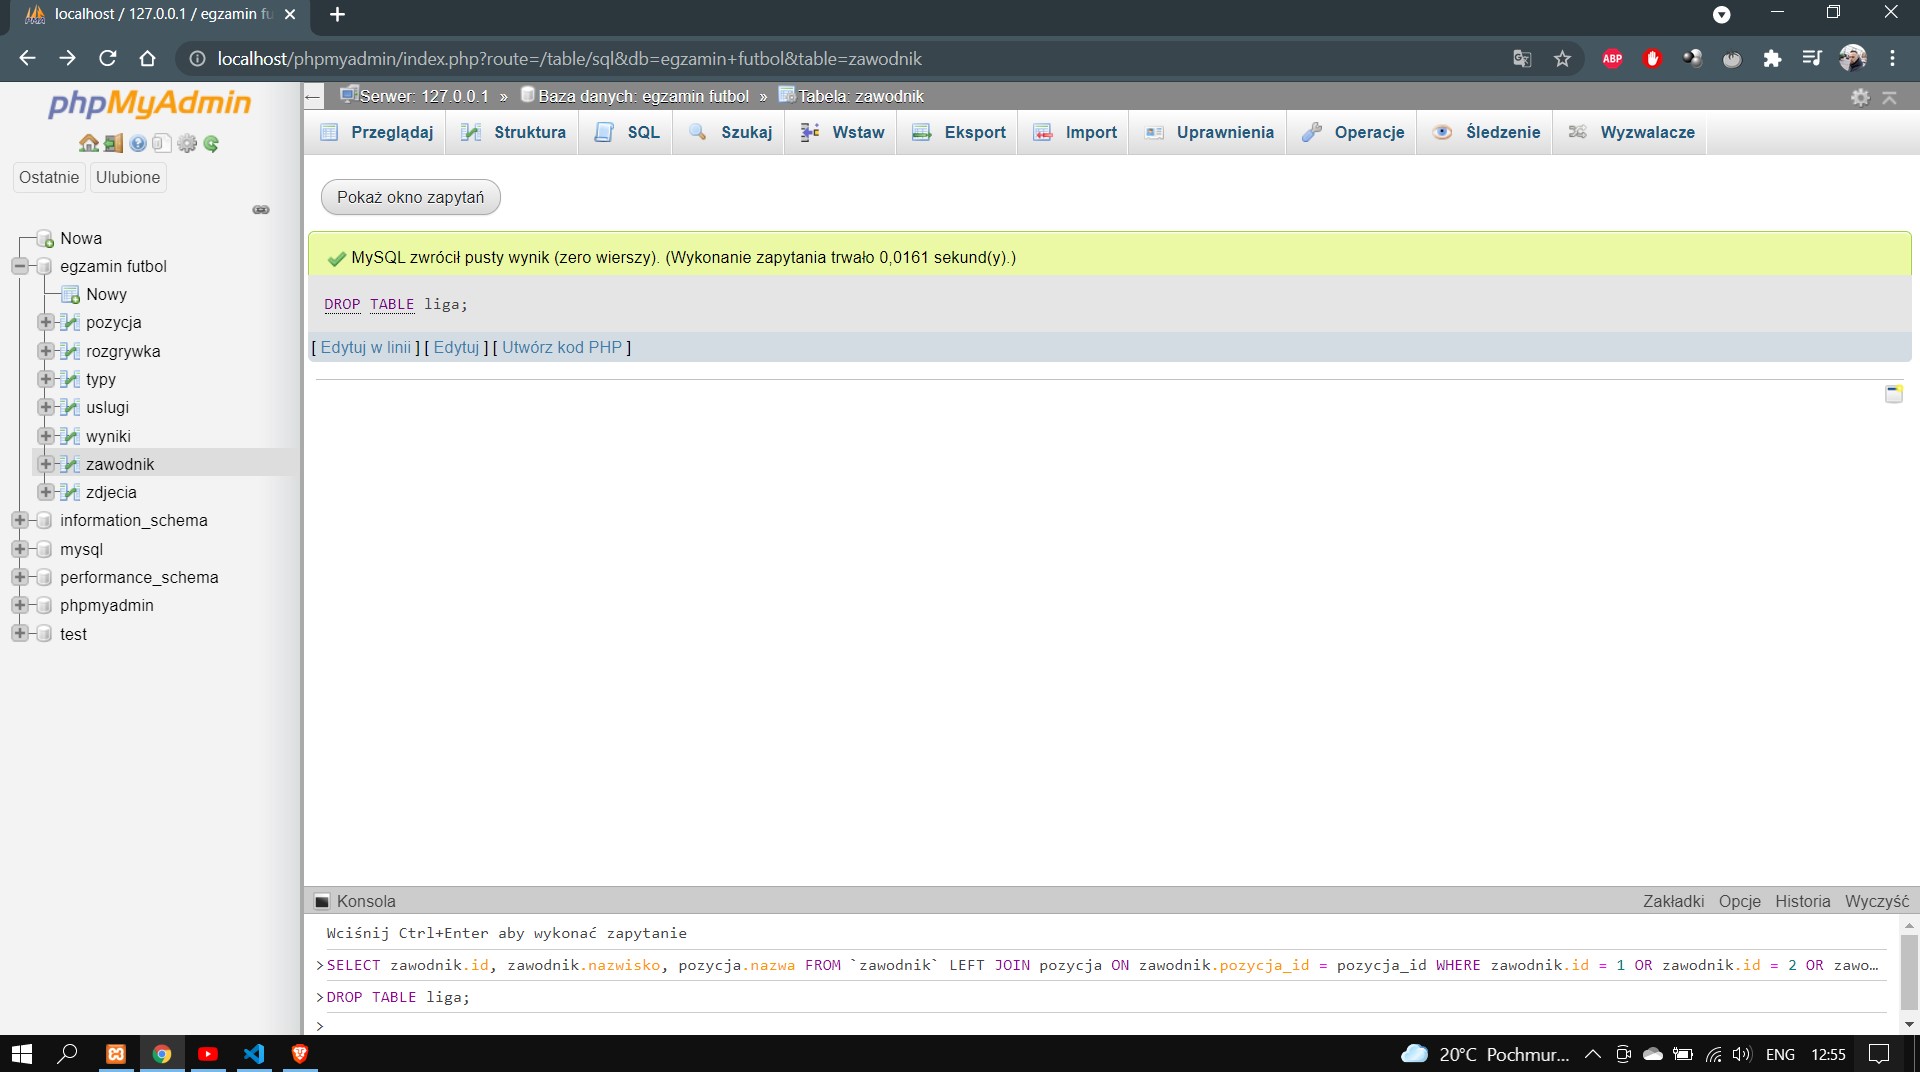 localhost / 127.0.0.1 / egzamin fu
localhost/phpmyadmin/index.php?route=/table/sql&db=egzamin+futbol&table=zawodnik
ABP
phpMyAdmin
Ostatnie
Ulubione
Nowa
egzamin futbol
Nowy
pozycja
rozgrywka
typy
uslugi
wyniki
zawodnik
zdjecia
information_schema
mysql
performance_schema
phpmyadmin
test
Serwer: 127.0.0.1 » Baza danych: egzamin futbol » Tabela: zawodnik
Przeglądaj Struktura SQL Szukaj Wstaw Eksport Import Uprawnienia Operacje Śledzenie Wyzwalacze
Pokaż okno zapytań
MySQL zwrócił pusty wynik (zero wierszy). (Wykonanie zapytania trwało 0,0161 sekund(y).)
DROP TABLE liga;
[ Edytuj w linii ] [ Edytuj ] [ Utwórz kod PHP ]
Konsola
Zakładki Opcje Historia Wyczyść
Wciśnij Ctrl+Enter aby wykonać zapytanie
>SELECT zawodnik.id, zawodnik.nazwisko, pozycja.nazwa FROM `zawodnik` LEFT JOIN pozycja ON zawodnik.pozycja_id = pozycja_id WHERE zawodnik.id = 1 OR zawodnik.id = 2 OR zawo…
>DROP TABLE liga;
>
20°C Pochmur... ENG 12:55